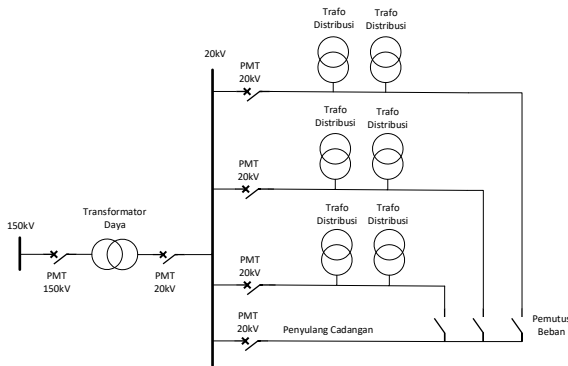 Trafo
Distribusi
Trafo
Distribusi
20kV
PMT
20kV
Trafo
Distribusi
Trafo
Distribusi
PMT
20kV
Trafo
Distribusi
Trafo
Distribusi
Transformator
Daya
150kV
PMT
150kV
PMT
20kV
PMT
20kV
PMT
20kV
Penyulang Cadangan
Pemutus
Beban